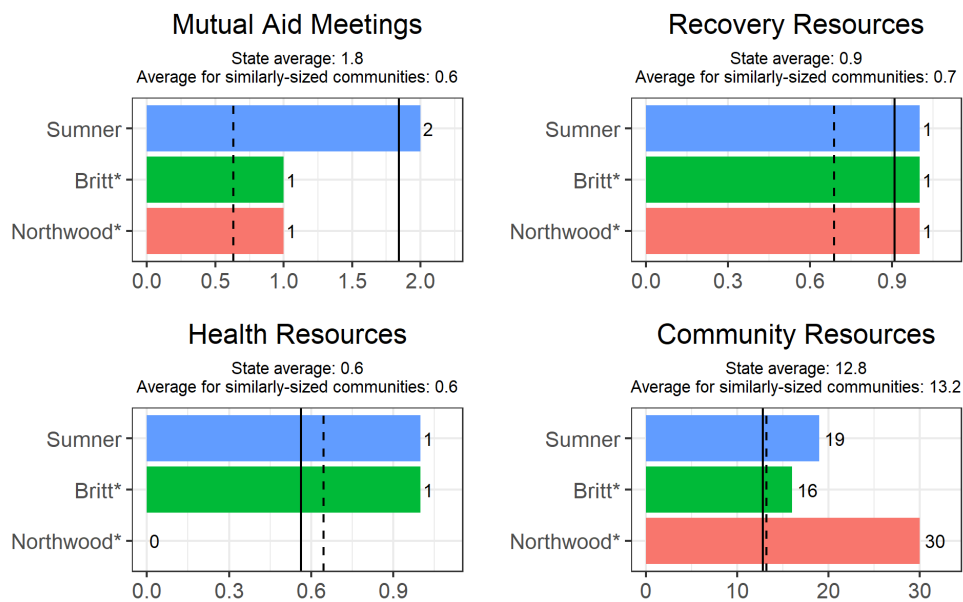 Mutual Aid Meetings
State average: 1.8
Average for similarly-sized communities: 0.6
Sumner
2
Britt*
1
Northwood*
1
0.0 0.5 1.0 1.5 2.0
Recovery Resources
State average: 0.9
Average for similarly-sized communities: 0.7
Sumner
1
Britt*
1
Northwood*
1
0.0 0.3 0.6 0.9
Health Resources
State average: 0.6
Average for similarly-sized communities: 0.6
Sumner
1
Britt*
1
Northwood*
0
0.0 0.3 0.6 0.9
Community Resources
State average: 12.8
Average for similarly-sized communities: 13.2
Sumner
19
Britt*
16
Northwood*
30
0 10 20 30